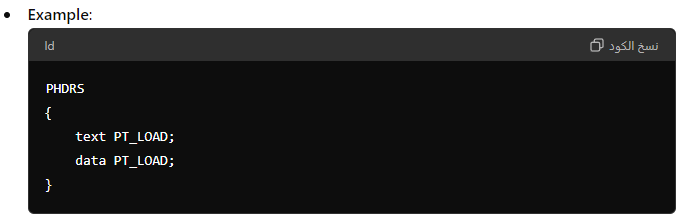 Example:
ld نسخ الكود
PHDRS
{
    text PT_LOAD;
    data PT_LOAD;
}